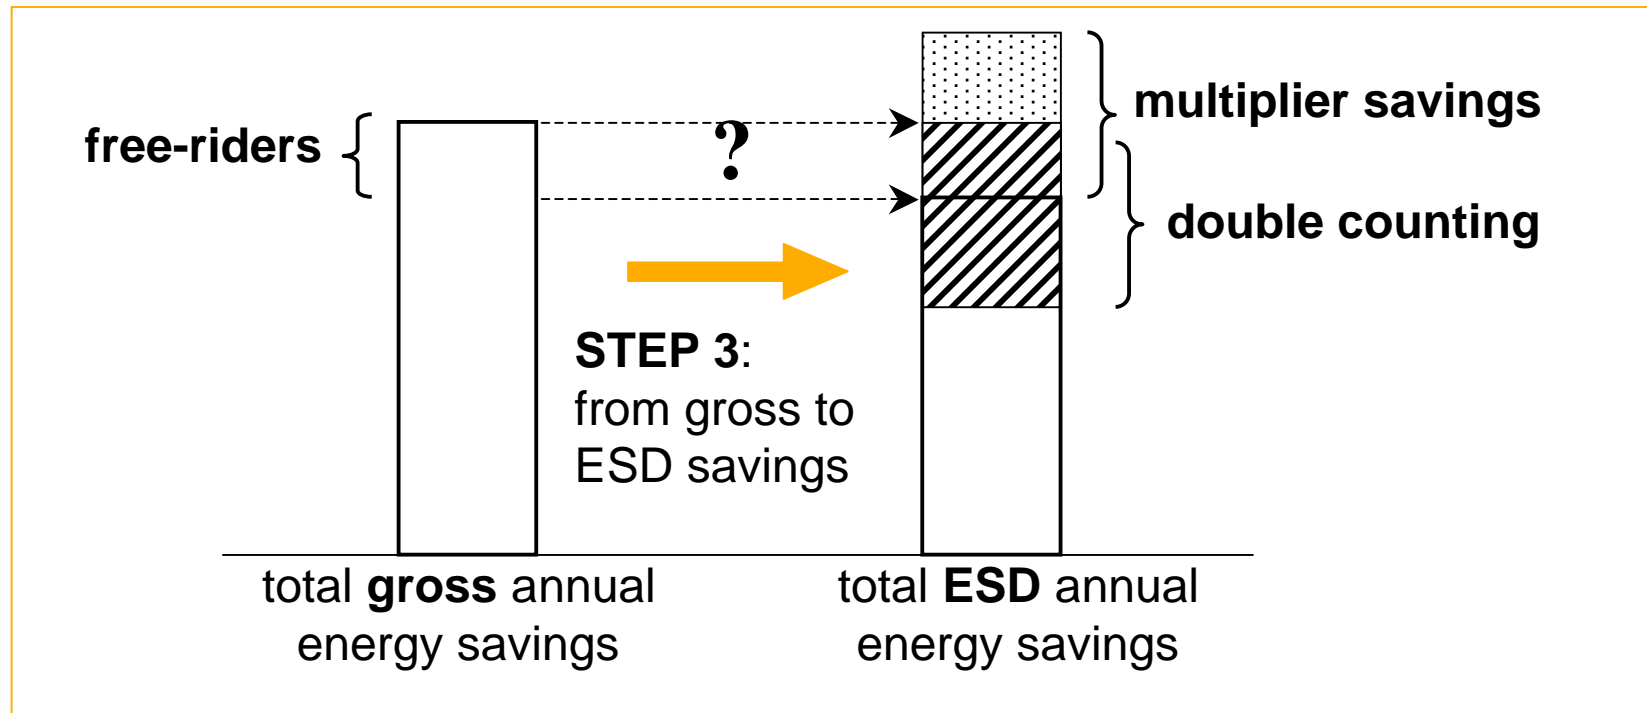 free-riders
?
multiplier savings
double counting
STEP 3:
from gross to
ESD savings
total gross annual
energy savings
total ESD annual
energy savings